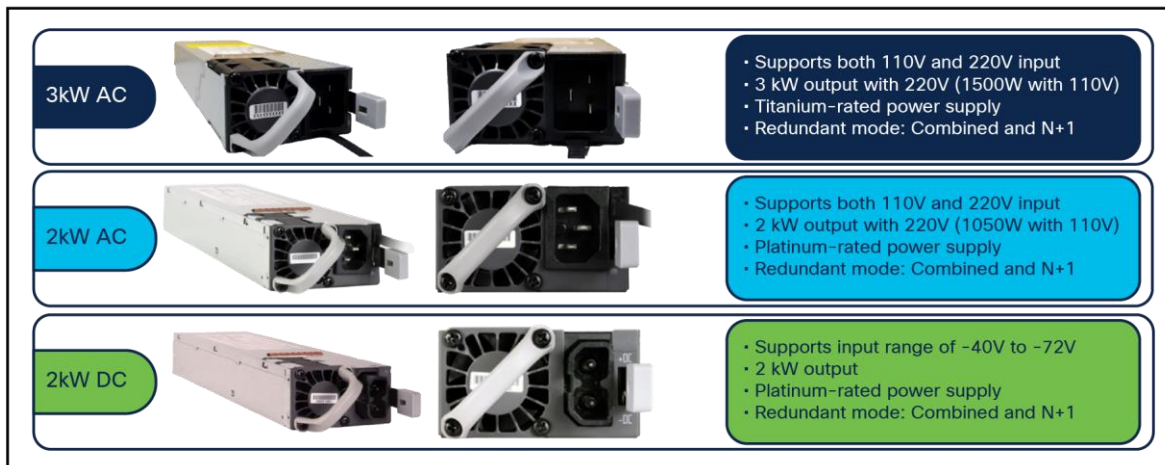 3kW AC
· Supports both 110V and 220V input
· 3 kW output with 220V (1500W with 110V)
· Titanium-rated power supply
· Redundant mode: Combined and N+1
2kW AC
· Supports both 110V and 220V input
· 2 kW output with 220V (1050W with 110V)
· Platinum-rated power supply
· Redundant mode: Combined and N+1
2kW DC
+DC
-DC
· Supports input range of -40V to -72V
· 2 kW output
· Platinum-rated power supply
· Redundant mode: Combined and N+1